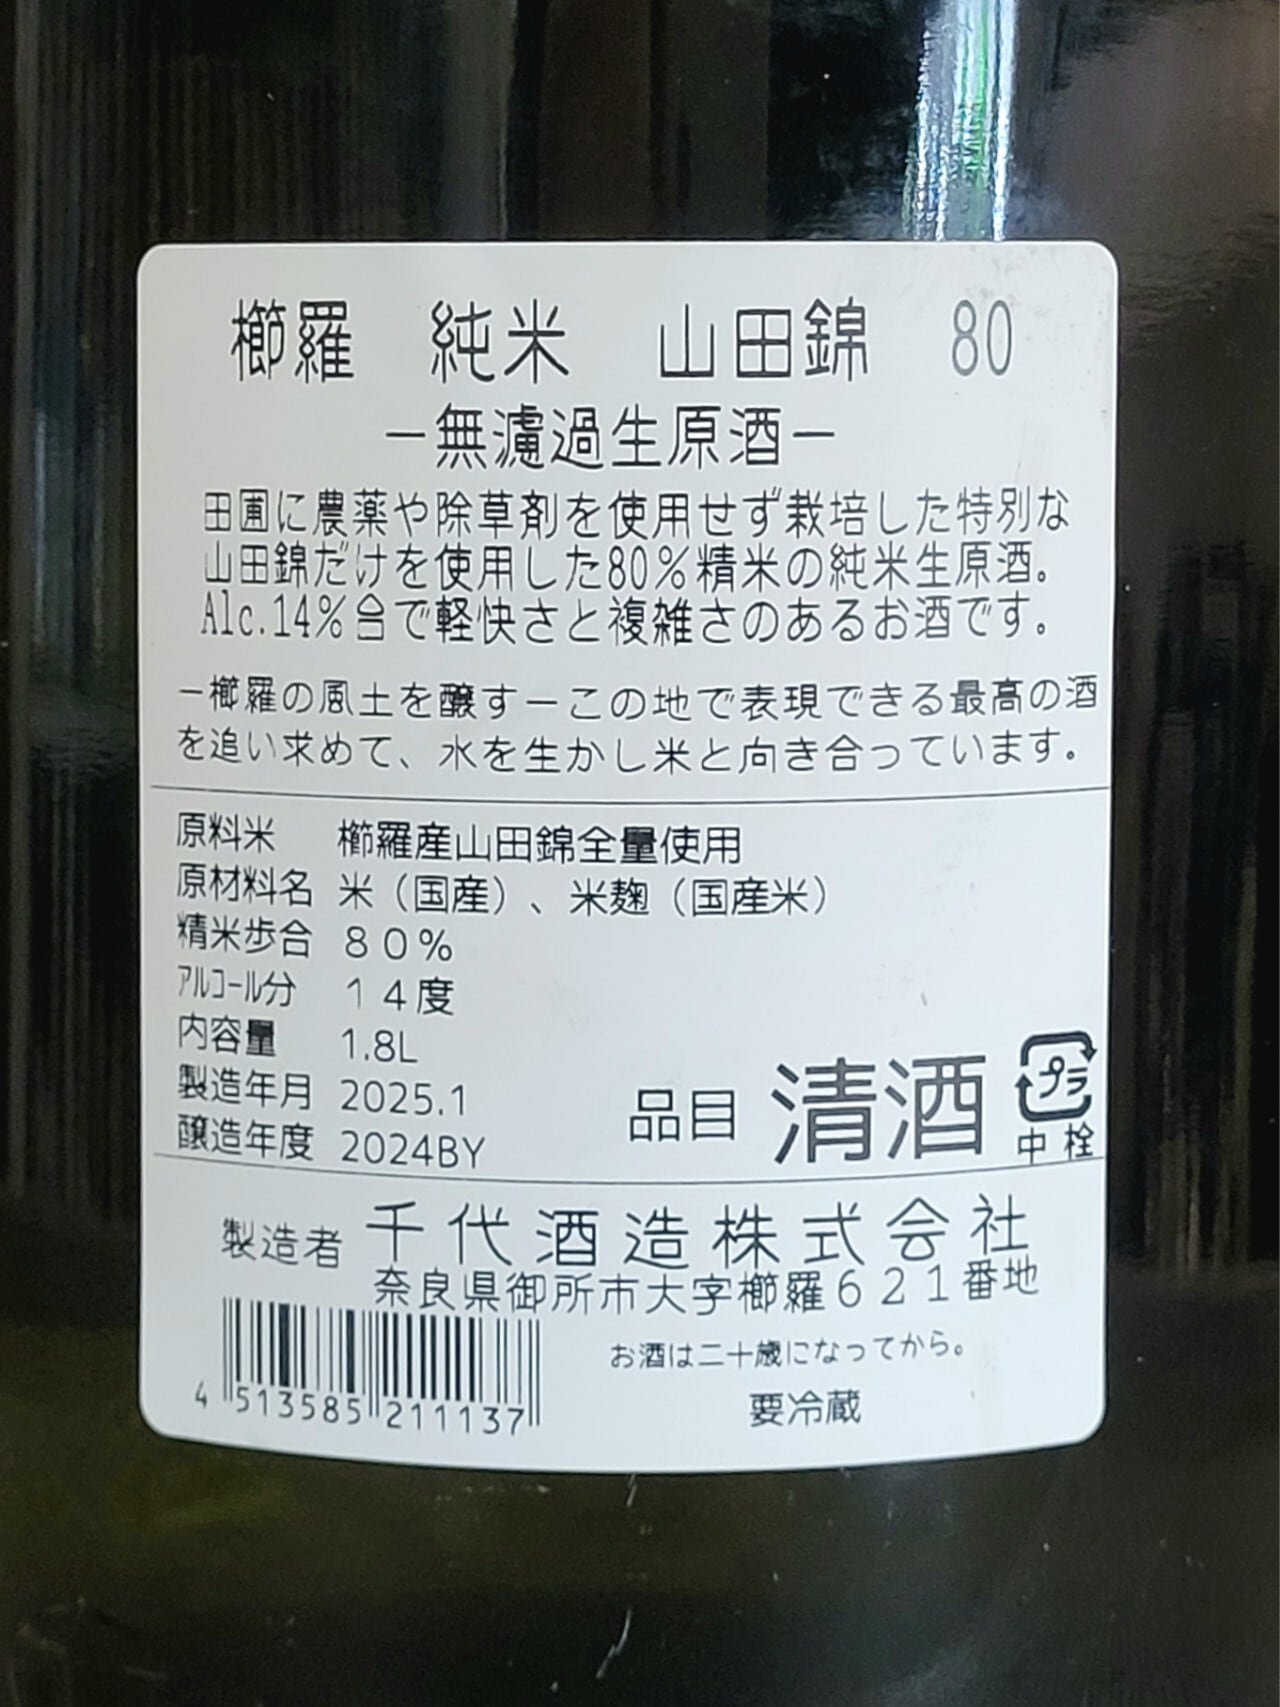 櫛羅 純米 山田錦 80
－無濾過生原酒－
田圃に農薬や除草剤を使用せず栽培した特別な
山田錦だけを使用した80％精米の純米生原酒。
Alc.14％台で軽快さと複雑さのあるお酒です。
－櫛羅の風土を醸す－この地で表現できる最高の酒
を追い求めて、水を生かし米と向き合っています。
原料米 櫛羅産山田錦全量使用
原材料名 米（国産）、米麹（国産米）
精米歩合 80％
アルコール分 14度
内容量 1.8L
製造年月 2025.1
醸造年度 2024BY
品目 清酒
プラ
中栓
製造者 千代酒造株式会社
奈良県御所市大字櫛羅621番地
お酒は二十歳になってから。
要冷蔵
4 513585 211137